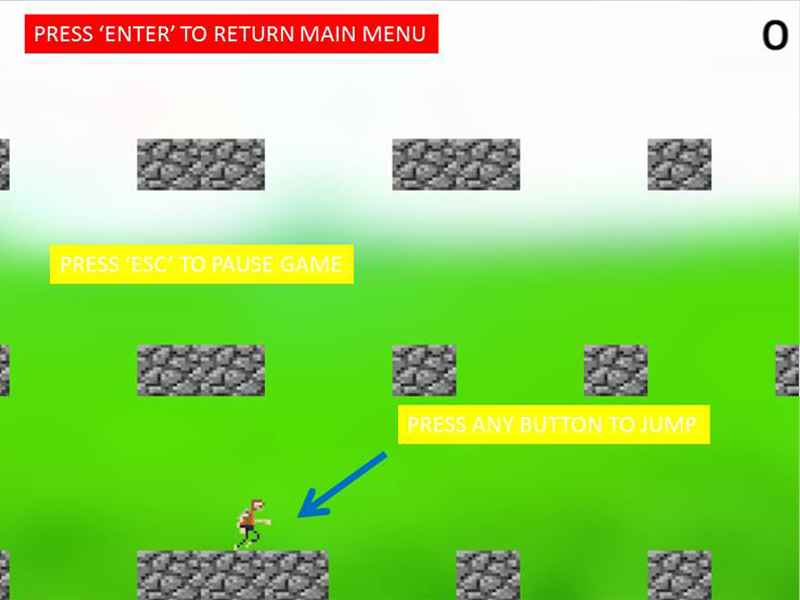 PRESS ‘ENTER’ TO RETURN MAIN MENU
0
PRESS ‘ESC’ TO PAUSE GAME
PRESS ANY BUTTON TO JUMP